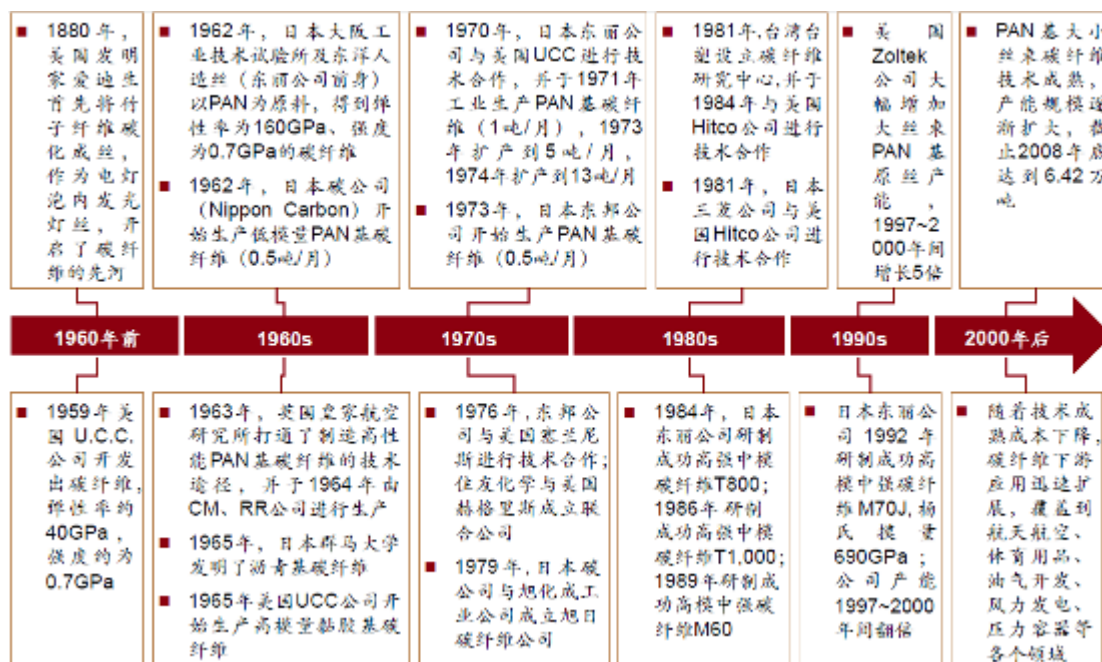 ■ 1880年，
美国发明
家爱迪生
首先将竹
子纤维碳
化成丝，
作为电灯
泡内发光
灯丝，开
启了碳纤
维的先河
■ 1962年，日本大阪工
业技术试验所及东洋人
造丝（东丽公司前身）
以PAN为原料，得到弹
性率为160GPa、强度
为0.7GPa的碳纤维
■ 1962年，日本碳公司
（Nippon Carbon）开
始生产低模量PAN基碳
纤维（0.5吨/月）
■ 1970年，日本东丽公
司与美国UCC进行技
术合作，并于1971年
工业生产PAN基碳纤
维（1吨/月），1973
年扩产到5吨/月，
1974年扩产到13吨/月
■ 1973年，日本东邦公
司开始生产PAN基碳
纤维（0.5吨/月）
■ 1981年,台湾台
塑设立碳纤维
研究中心,并于
1984年与美国
Hitco公司进行
技术合作
■ 1981年，日本
三菱公司与美
国Hitco公司进
行技术合作
■ 美国
Zoltek
公司大
幅增加
大丝束
PAN基
原丝产
能，
1997~2
000年间
增长5倍
■ PAN基大小
丝束碳纤维
技术成熟，
产能规模逐
渐扩大，截
止2008年底
达到6.42万
吨
1960年前
1960s
1970s
1980s
1990s
2000年后
■ 1959年美
国U.C.C.
公司开发
出碳纤维,
弹性率约
40GPa，
强度约为
0.7GPa
■ 1963年，英国皇家航空
研究所打通了制造高性
能PAN基碳纤维的技术
途径，并于1964年由
CM、RR公司进行生产
■ 1965年，日本群马大学
发明了沥青基碳纤维
■ 1965年美国UCC公司开
始生产高模量黏胶基碳
纤维
■ 1976年,东邦公
司与美国塞兰尼
斯进行技术合作;
住友化学与美国
赫格里斯成立联
合公司
■ 1979年,日本碳
公司与旭化成工
业公司成立旭日
碳纤维公司
■ 1984年，日本
东丽公司研制
成功高强中模
碳纤维T800；
1986年研制
成功高强中模
碳纤维T1,000；
1989年研制成
功高模中强碳
纤维M60
■ 日本东丽公
司1992年
研制成功高
模中强碳纤
维M70J，杨
氏模量
690GPa；
公司产能
1997~2000
年间翻倍
■ 随着技术成
熟成本下降,
碳纤维下游
应用迅速扩
展，覆盖到
航天航空、
体育用品、
油气开发、
风力发电、
压力容器等
各个领域